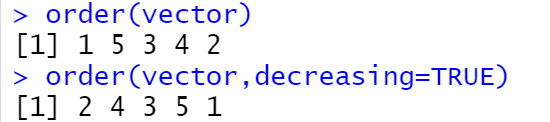 > order(vector)
[1] 1 5 3 4 2
> order(vector,decreasing=TRUE)
[1] 2 4 3 5 1